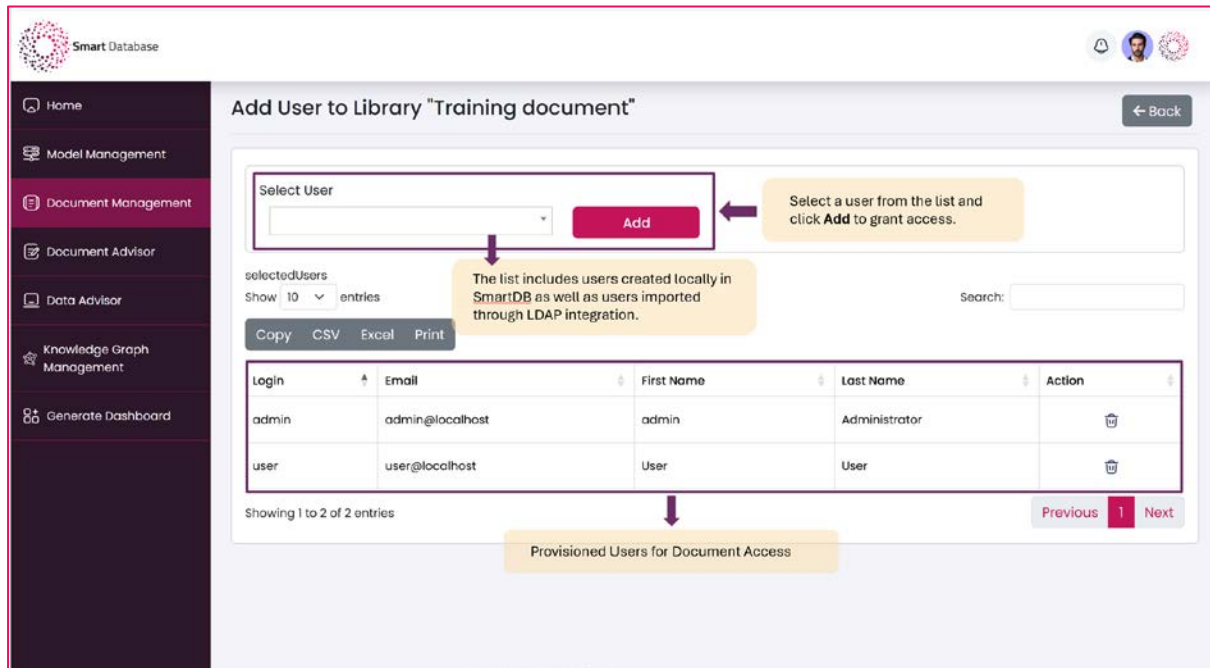 Smart Database
Home
Add User to Library "Training document"
← Back
Model Management
Document Management
Document Advisor
Data Advisor
Knowledge Graph
Management
Generate Dashboard
Select User
Add
Select a user from the list and
click Add to grant access.
The list includes users created locally in
SmartDB as well as users imported
through LDAP integration.
selectedUsers
Show 10 entries
Search:
Copy CSV Excel Print
Login Email First Name Last Name Action
admin admin@localhost admin Administrator
user user@localhost User User
Showing 1 to 2 of 2 entries
Previous 1 Next
Provisioned Users for Document Access